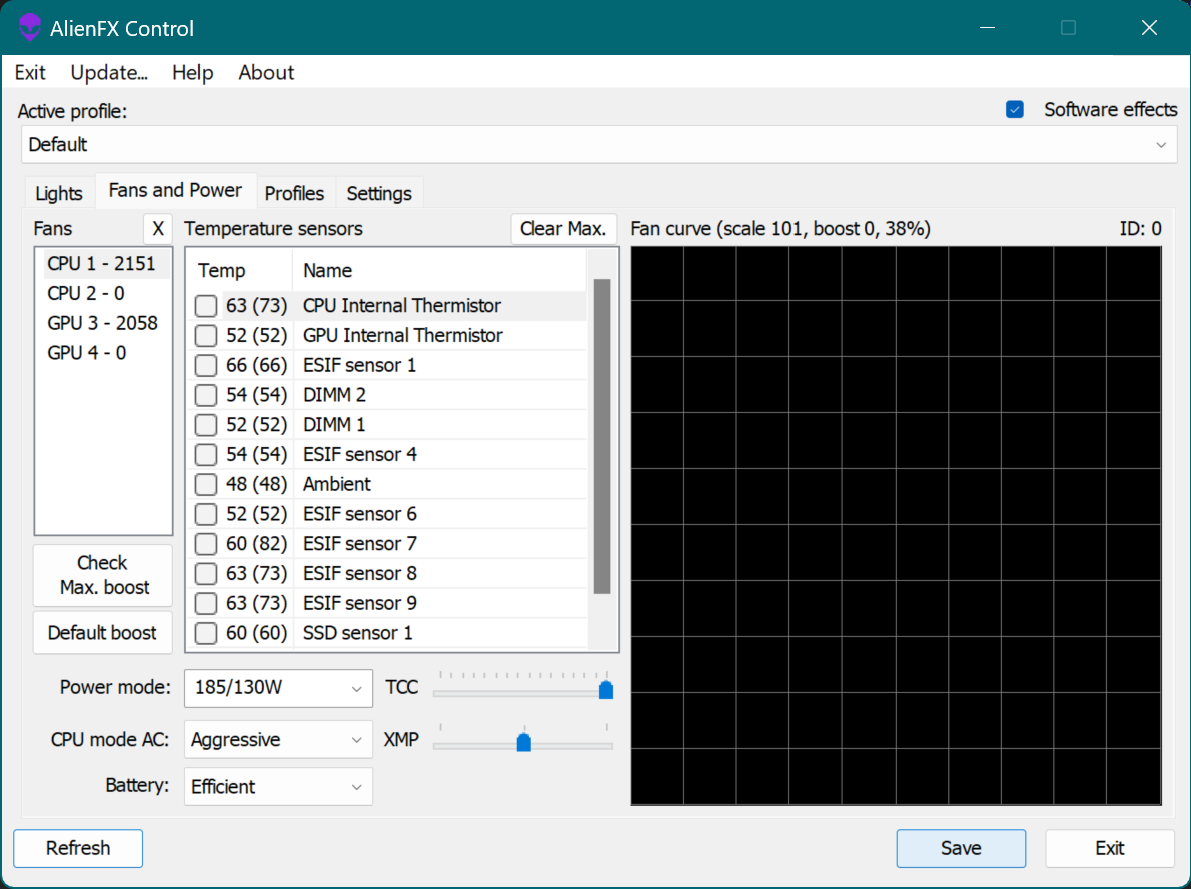 AlienFX Control
Exit Update... Help About
Active profile:
Software effects
Default
Lights Fans and Power Profiles Settings
Fans X Temperature sensors Clear Max. Fan curve (scale 101, boost 0, 38%) ID: 0
CPU 1 - 2151
CPU 2 - 0
GPU 3 - 2058
GPU 4 - 0
Temp Name
63 (73) CPU Internal Thermistor
52 (52) GPU Internal Thermistor
66 (66) ESIF sensor 1
54 (54) DIMM 2
52 (52) DIMM 1
54 (54) ESIF sensor 4
48 (48) Ambient
52 (52) ESIF sensor 6
60 (82) ESIF sensor 7
63 (73) ESIF sensor 8
63 (73) ESIF sensor 9
60 (60) SSD sensor 1
Check
Max. boost
Default boost
Power mode: 185/130W TCC
CPU mode AC: Aggressive XMP
Battery: Efficient
Refresh Save Exit